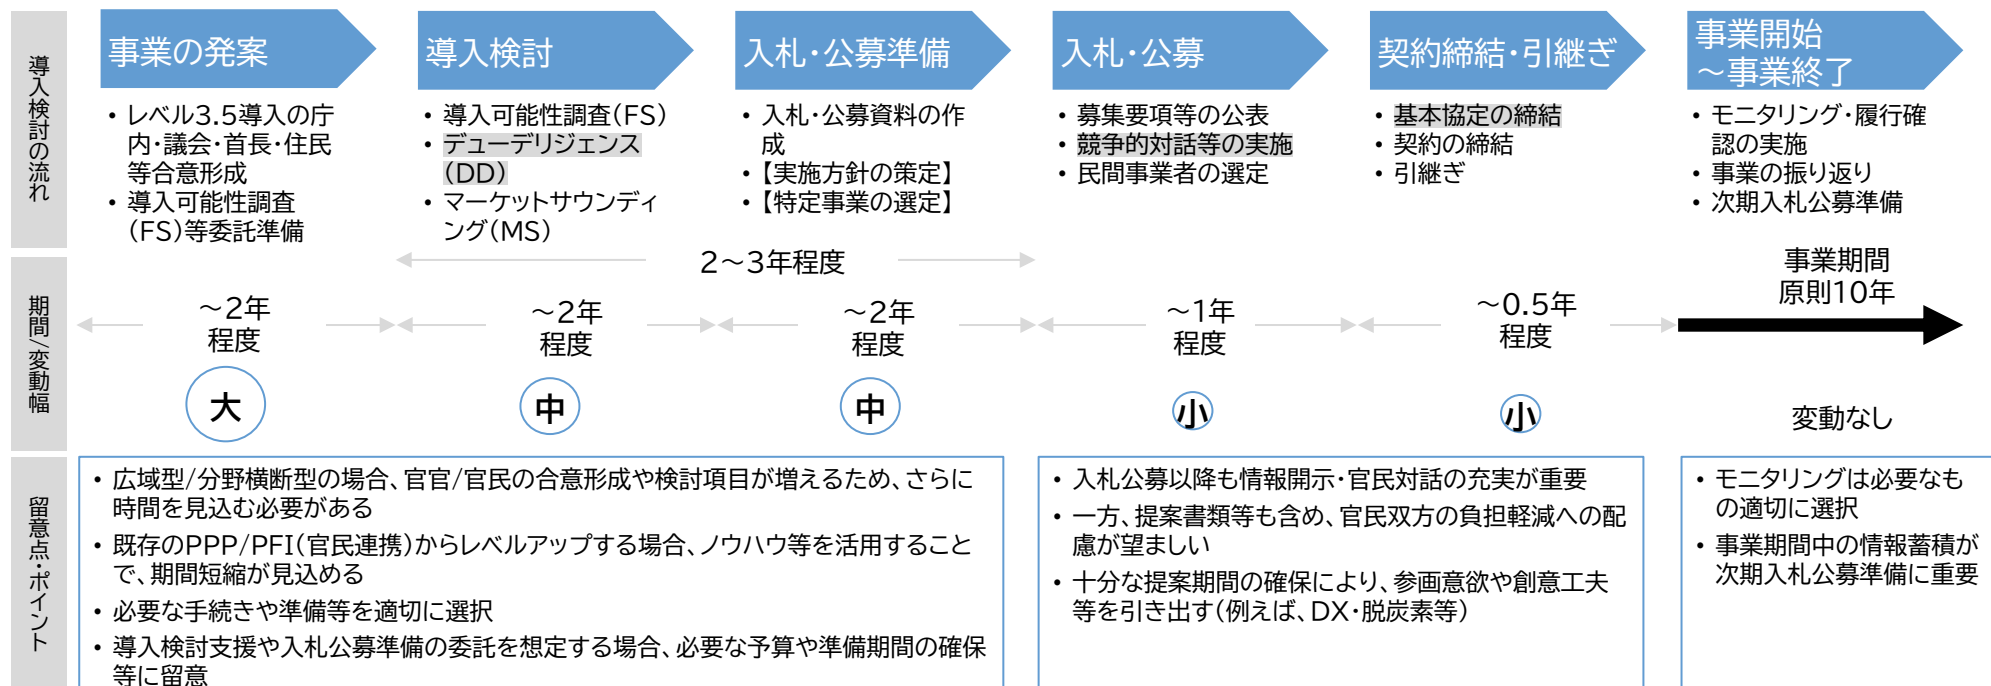 導入検討の流れ
事業の発案
導入検討
入札・公募準備
入札・公募
契約締結・引継ぎ
事業開始
～事業終了
• レベル3.5導入の庁
内・議会・首長・住民
等合意形成
• 導入可能性調査
(FS)等委託準備
• 導入可能性調査(FS)
• デューデリジェンス
(DD)
• マーケットサウンディ
ング(MS)
• 入札・公募資料の作
成
•【実施方針の策定】
•【特定事業の選定】
• 募集要項等の公表
• 競争的対話等の実施
• 民間事業者の選定
• 基本協定の締結
• 契約の締結
• 引継ぎ
• モニタリング・履行確
認の実施
• 事業の振り返り
• 次期入札公募準備
期間/変動幅
2～3年程度
～2年
程度
～2年
程度
～2年
程度
～1年
程度
～0.5年
程度
事業期間
原則10年
大
中
中
小
小
変動なし
留意点・ポイント
• 広域型/分野横断型の場合、官官/官民の合意形成や検討項目が増えるため、さらに
時間を見込む必要がある
• 既存のPPP/PFI(官民連携)からレベルアップする場合、ノウハウ等を活用すること
で、期間短縮が見込める
• 必要な手続きや準備等を適切に選択
• 導入検討支援や入札公募準備の委託を想定する場合、必要な予算や準備期間の確保
等に留意
• 入札公募以降も情報開示・官民対話の充実が重要
• 一方、提案書類等も含め、官民双方の負担軽減への配
慮が望ましい
• 十分な提案期間の確保により、参画意欲や創意工夫
等を引き出す(例えば、DX・脱炭素等)
• モニタリングは必要なも
の適切に選択
• 事業期間中の情報蓄積が
次期入札公募準備に重要